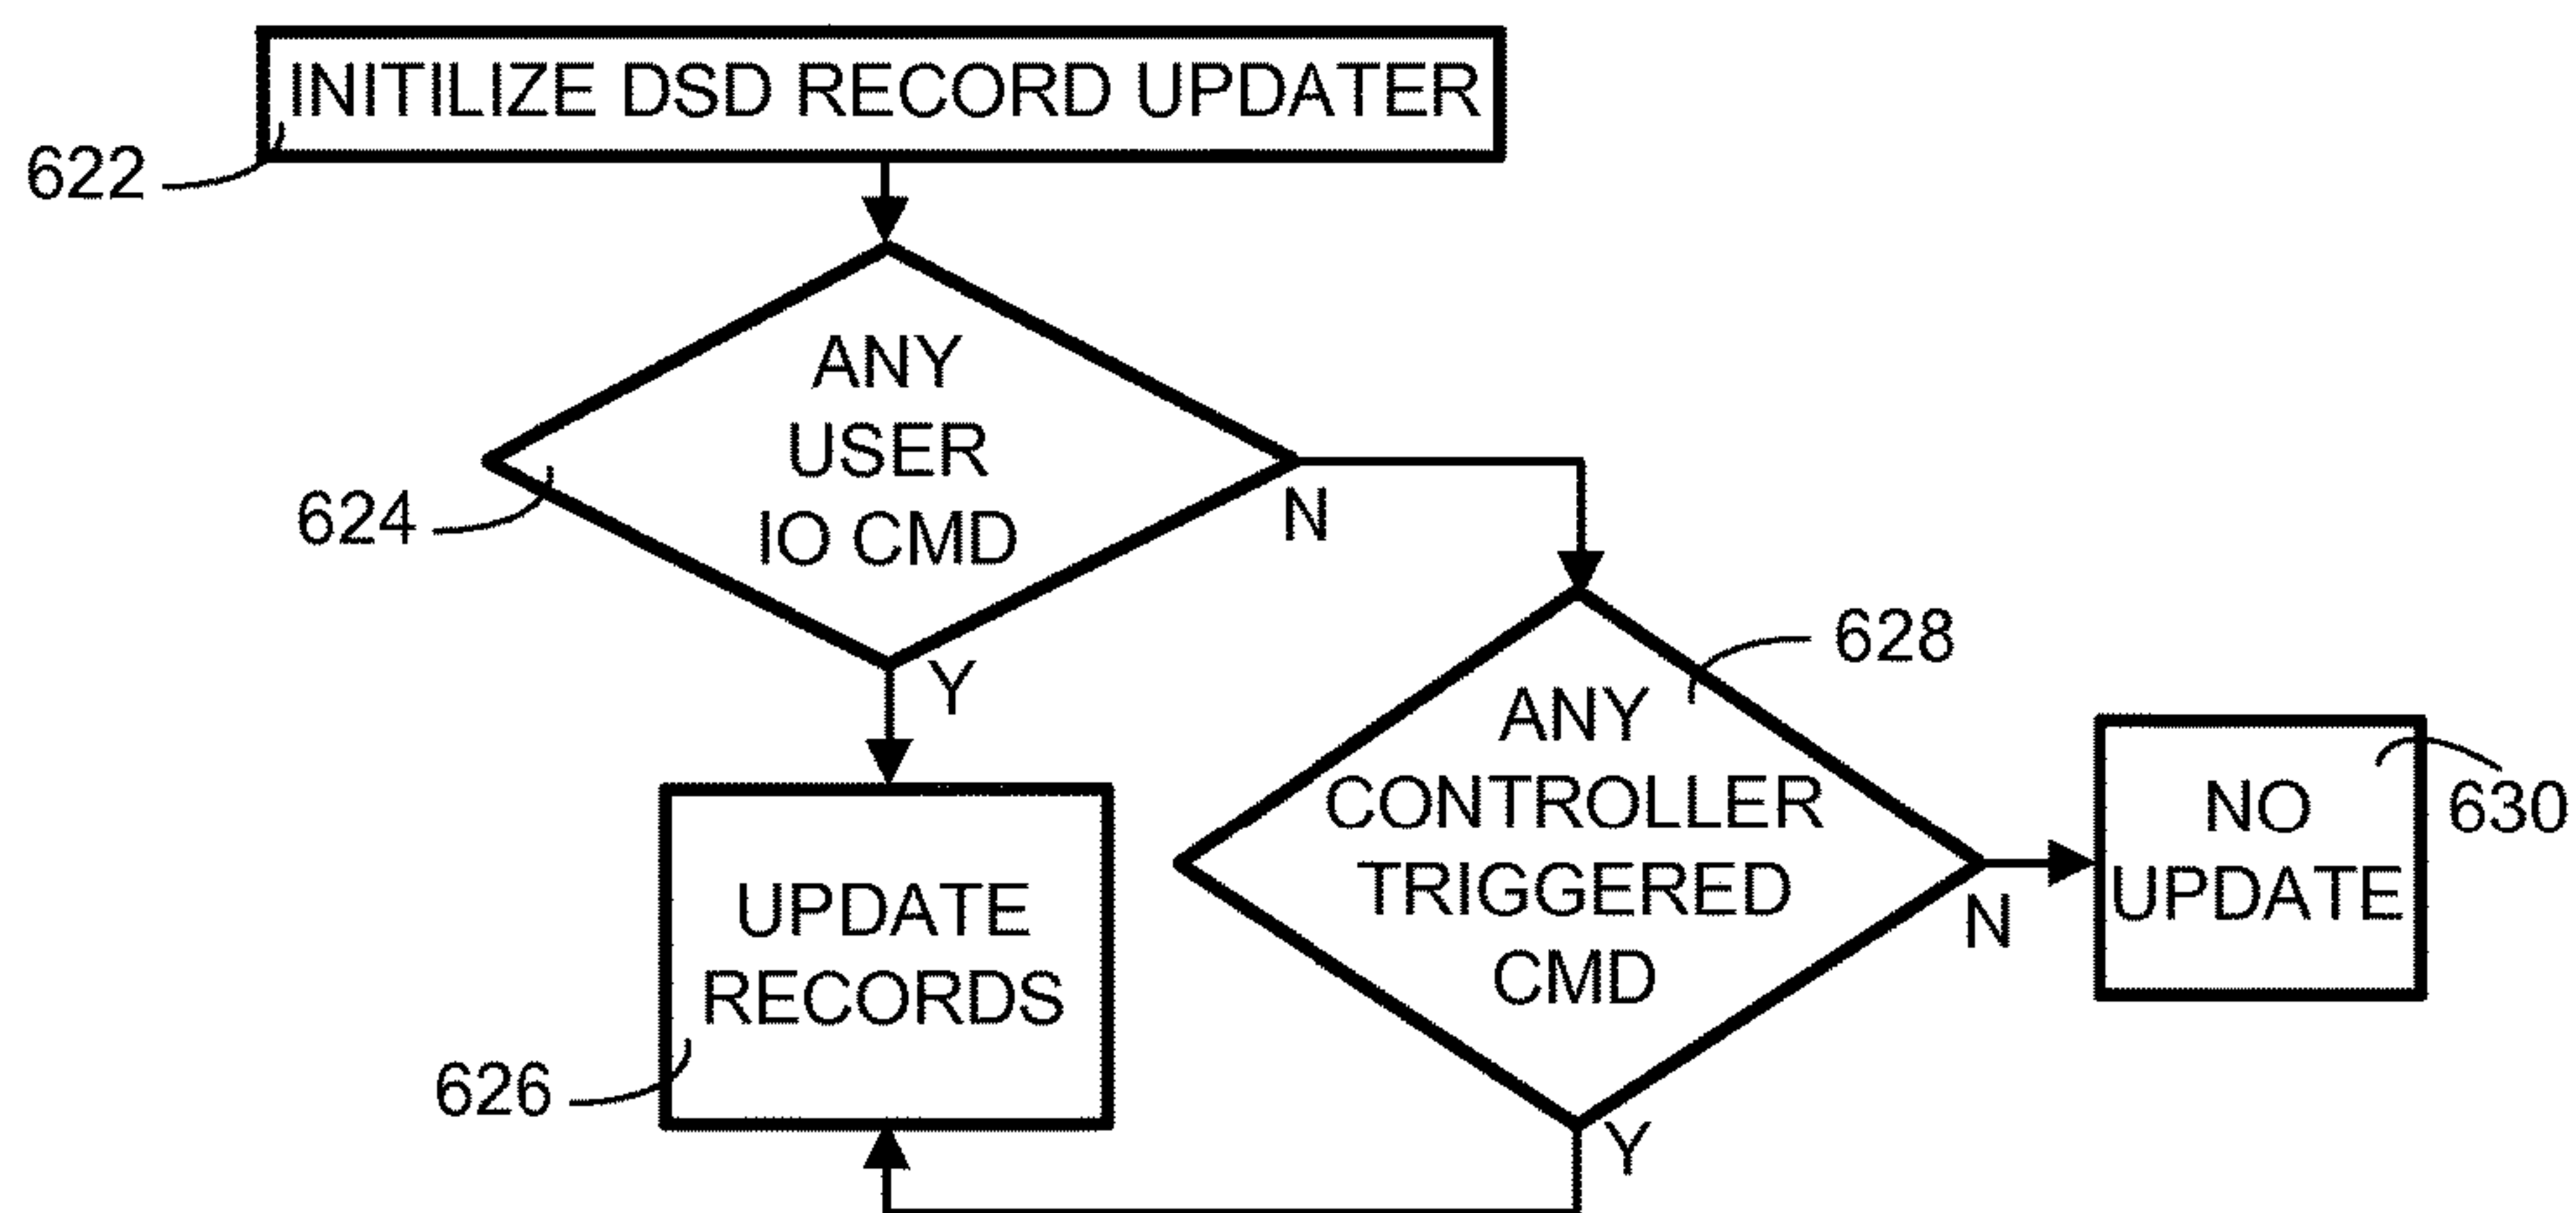 INITILIZE DSD RECORD UPDATER
622
ANY
USER
IO CMD
624
N
Y
628
ANY
CONTROLLER
TRIGGERED
CMD
N
Y
NO
UPDATE
630
UPDATE
RECORDS
626